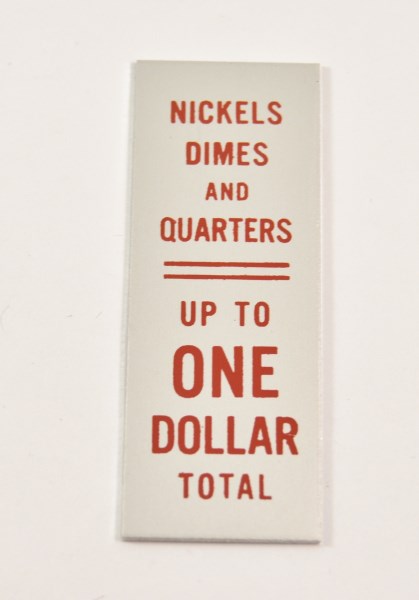 NICKELS
DIMES
AND
QUARTERS
UP TO
ONE
DOLLAR
TOTAL